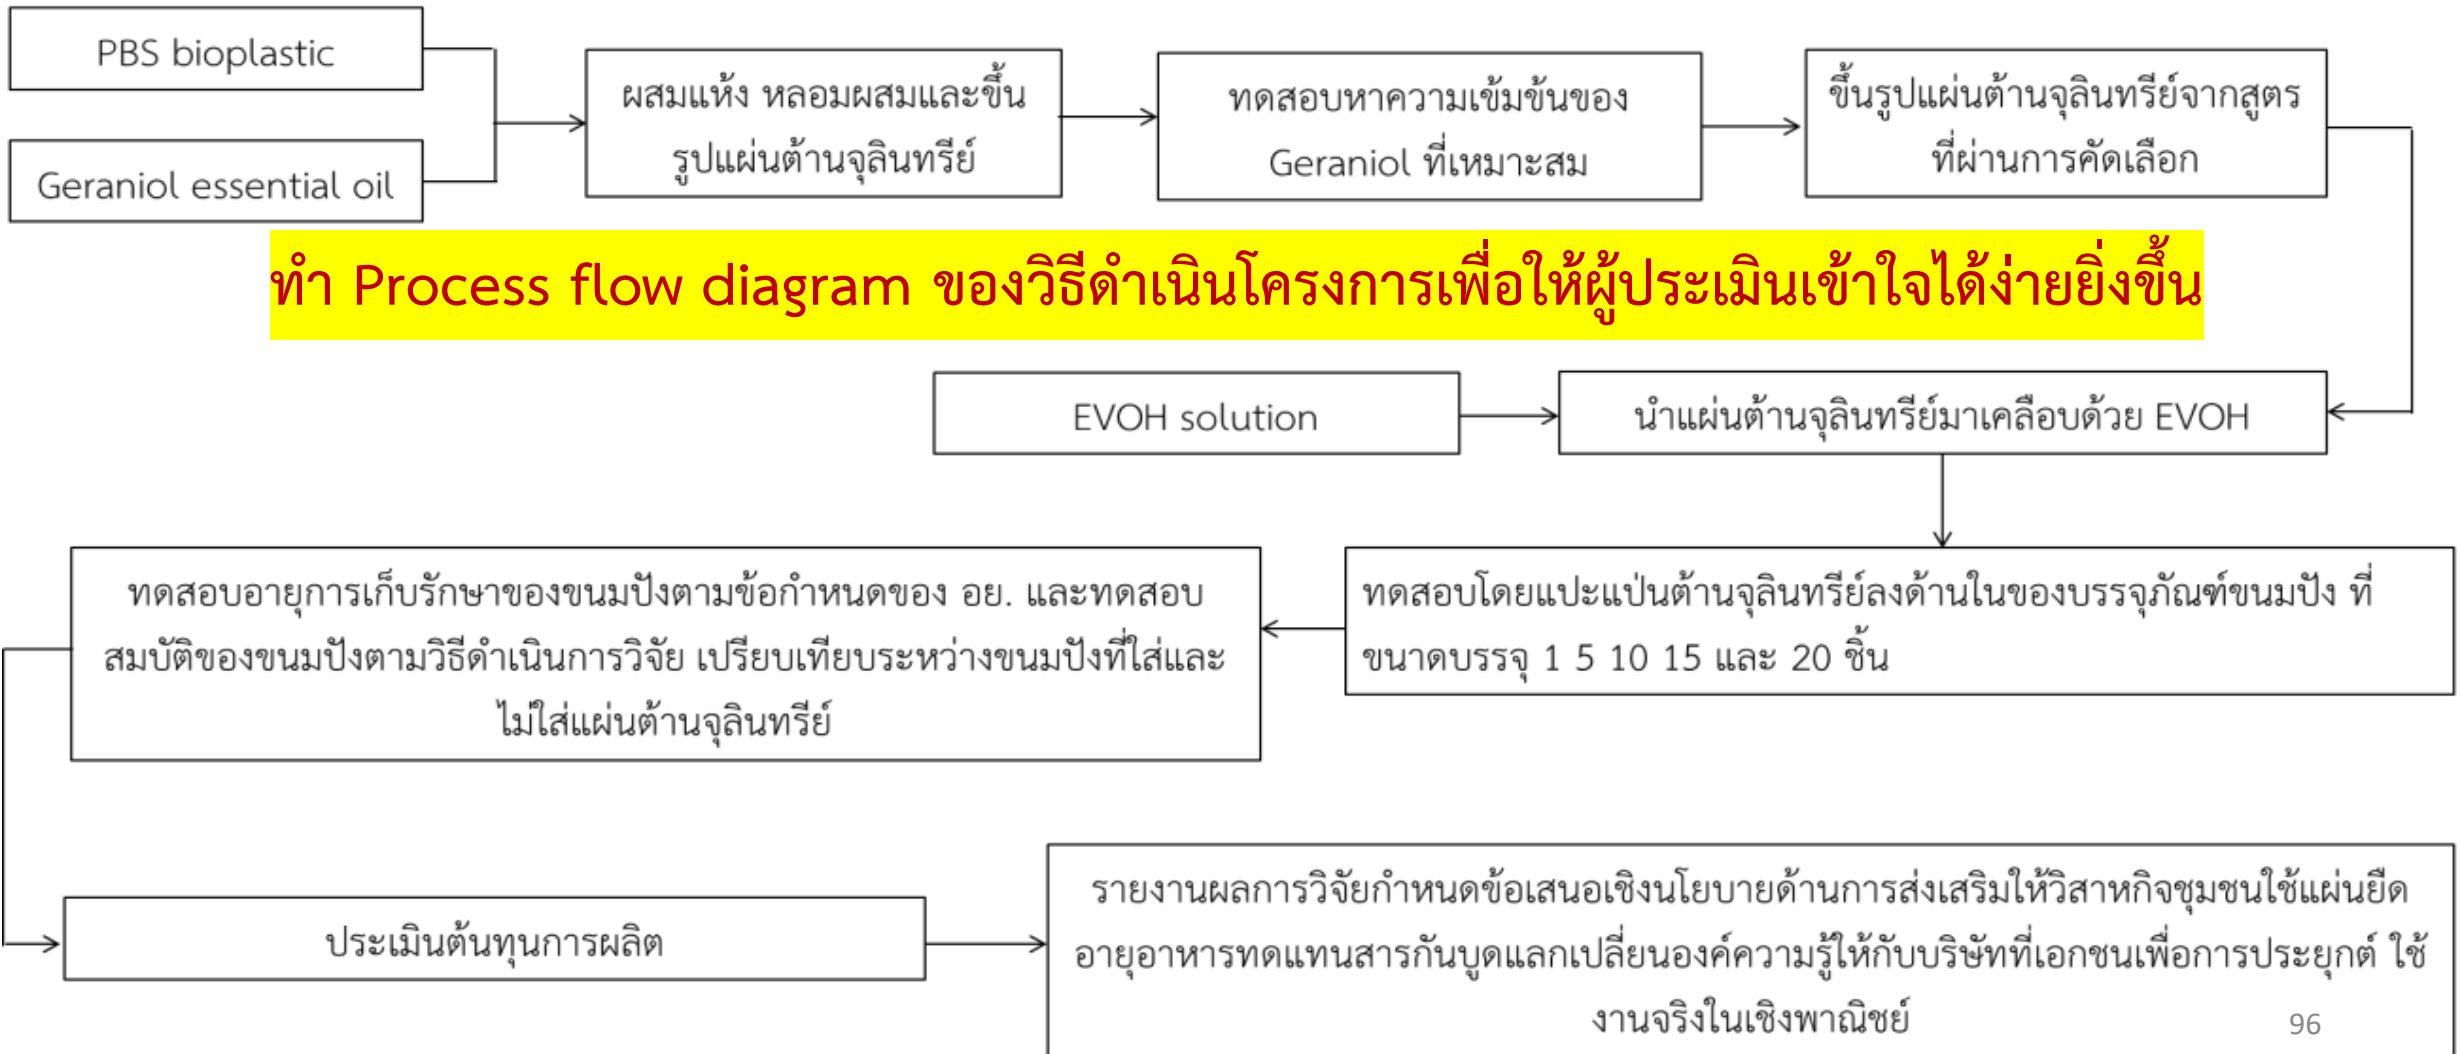 PBS bioplastic
Geraniol essential oil
ผสมแห้ง หลอมผสมและขึ้น
รูปแผ่นต้านจุลินทรีย์
ทดสอบหาความเข้มข้นของ
Geraniol ที่เหมาะสม
ขึ้นรูปแผ่นต้านจุลินทรีย์จากสูตร
ที่ผ่านการคัดเลือก
ทำ Process flow diagram ของวิธีดำเนินโครงการเพื่อให้ผู้ประเมินเข้าใจได้ง่ายยิ่งขึ้น
EVOH solution
นำแผ่นต้านจุลินทรีย์มาเคลือบด้วย EVOH
ทดสอบโดยแปะแป่นต้านจุลินทรีย์ลงด้านในของบรรจุภัณฑ์ขนมปัง ที่
ขนาดบรรจุ 1 5 10 15 และ 20 ชิ้น
ทดสอบอายุการเก็บรักษาของขนมปังตามข้อกำหนดของ อย. และทดสอบ
สมบัติของขนมปังตามวิธีดำเนินการวิจัย เปรียบเทียบระหว่างขนมปังที่ใส่และ
ไม่ใส่แผ่นต้านจุลินทรีย์
ประเมินต้นทุนการผลิต
รายงานผลการวิจัยกำหนดข้อเสนอเชิงนโยบายด้านการส่งเสริมให้วิสาหกิจชุมชนใช้แผ่นยืด
อายุอาหารทดแทนสารกันบูดแลกเปลี่ยนองค์ความรู้ให้กับบริษัทที่เอกชนเพื่อการประยุกต์ ใช้
งานจริงในเชิงพาณิชย์
96